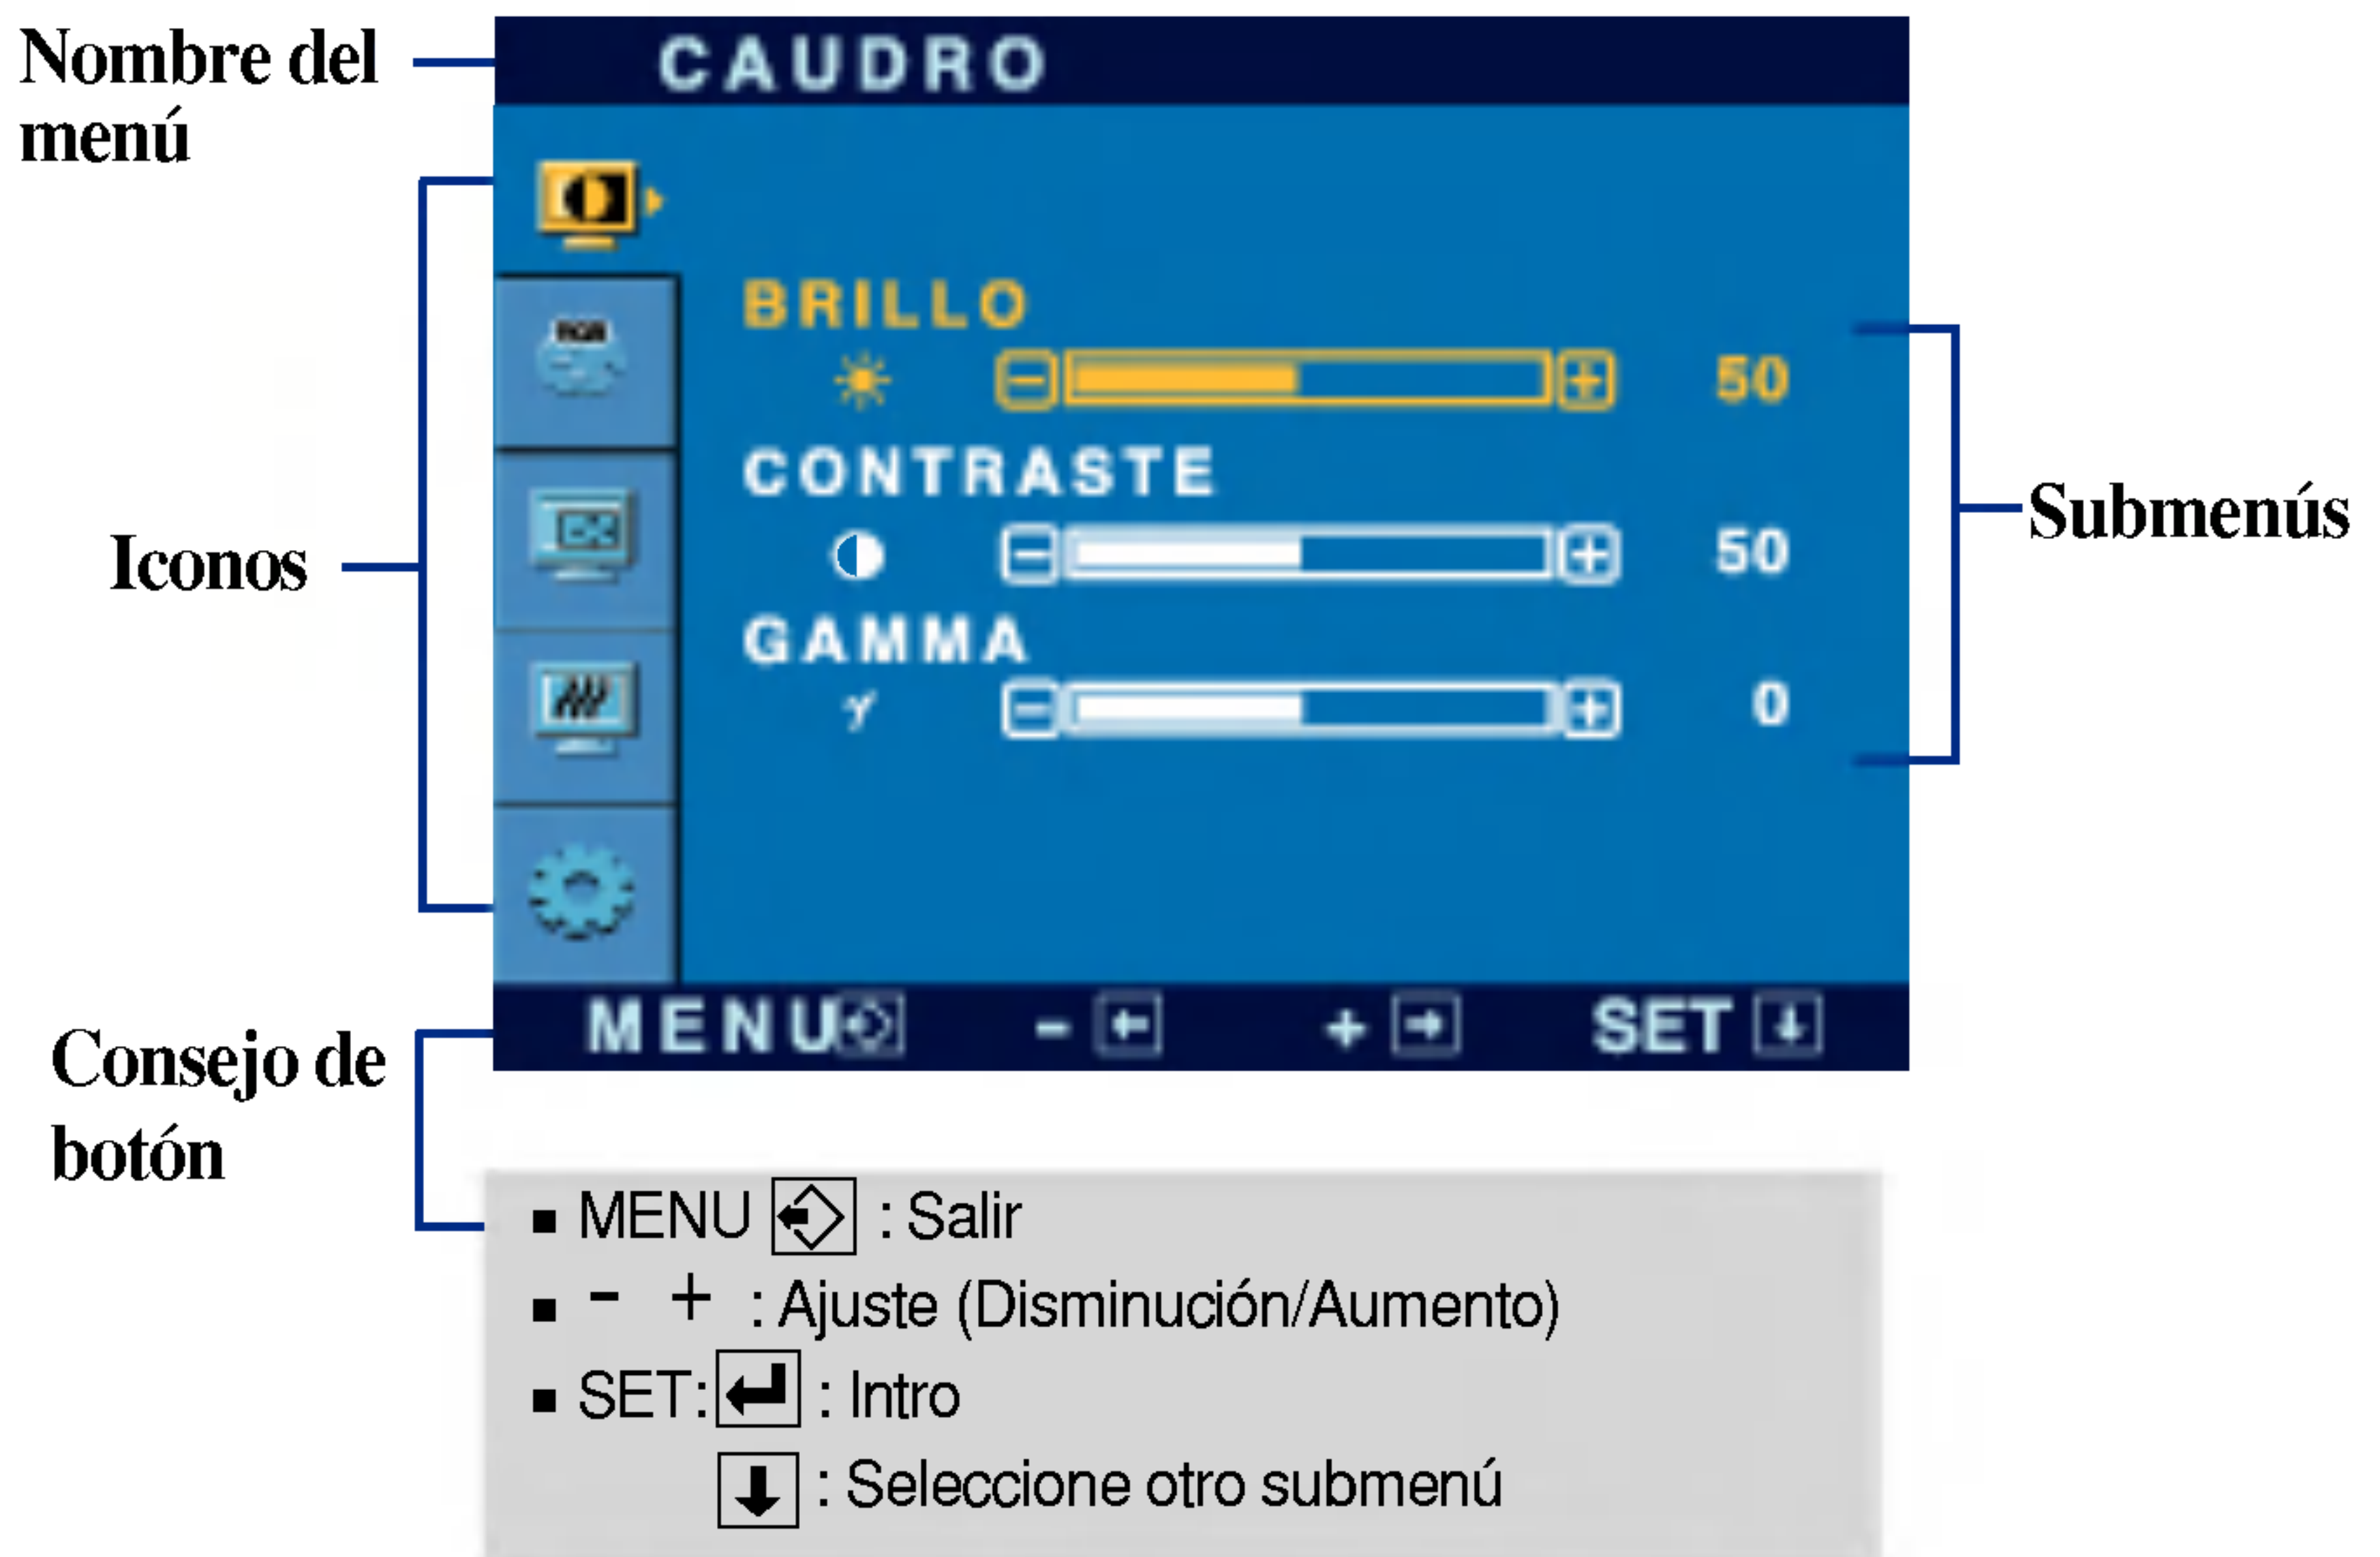 Nombre del
menú
CAUDRO
BRILLO
50
CONTRASTE
50
GAMMA
γ
0
Iconos
Submenús
MENU - + SET
Consejo de
botón
■ MENU : Salir
■ - + : Ajuste (Disminución/Aumento)
■ SET: : Intro
: Seleccione otro submenú